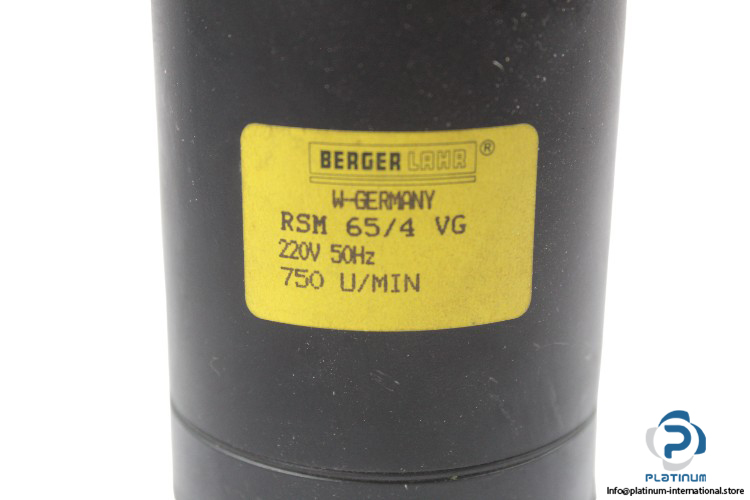 BERGER LAHR ®
W-GERMANY
RSM 65/4 VG
220V 50Hz
750 U/MIN
PLATINUM
Info@platinum-international.store